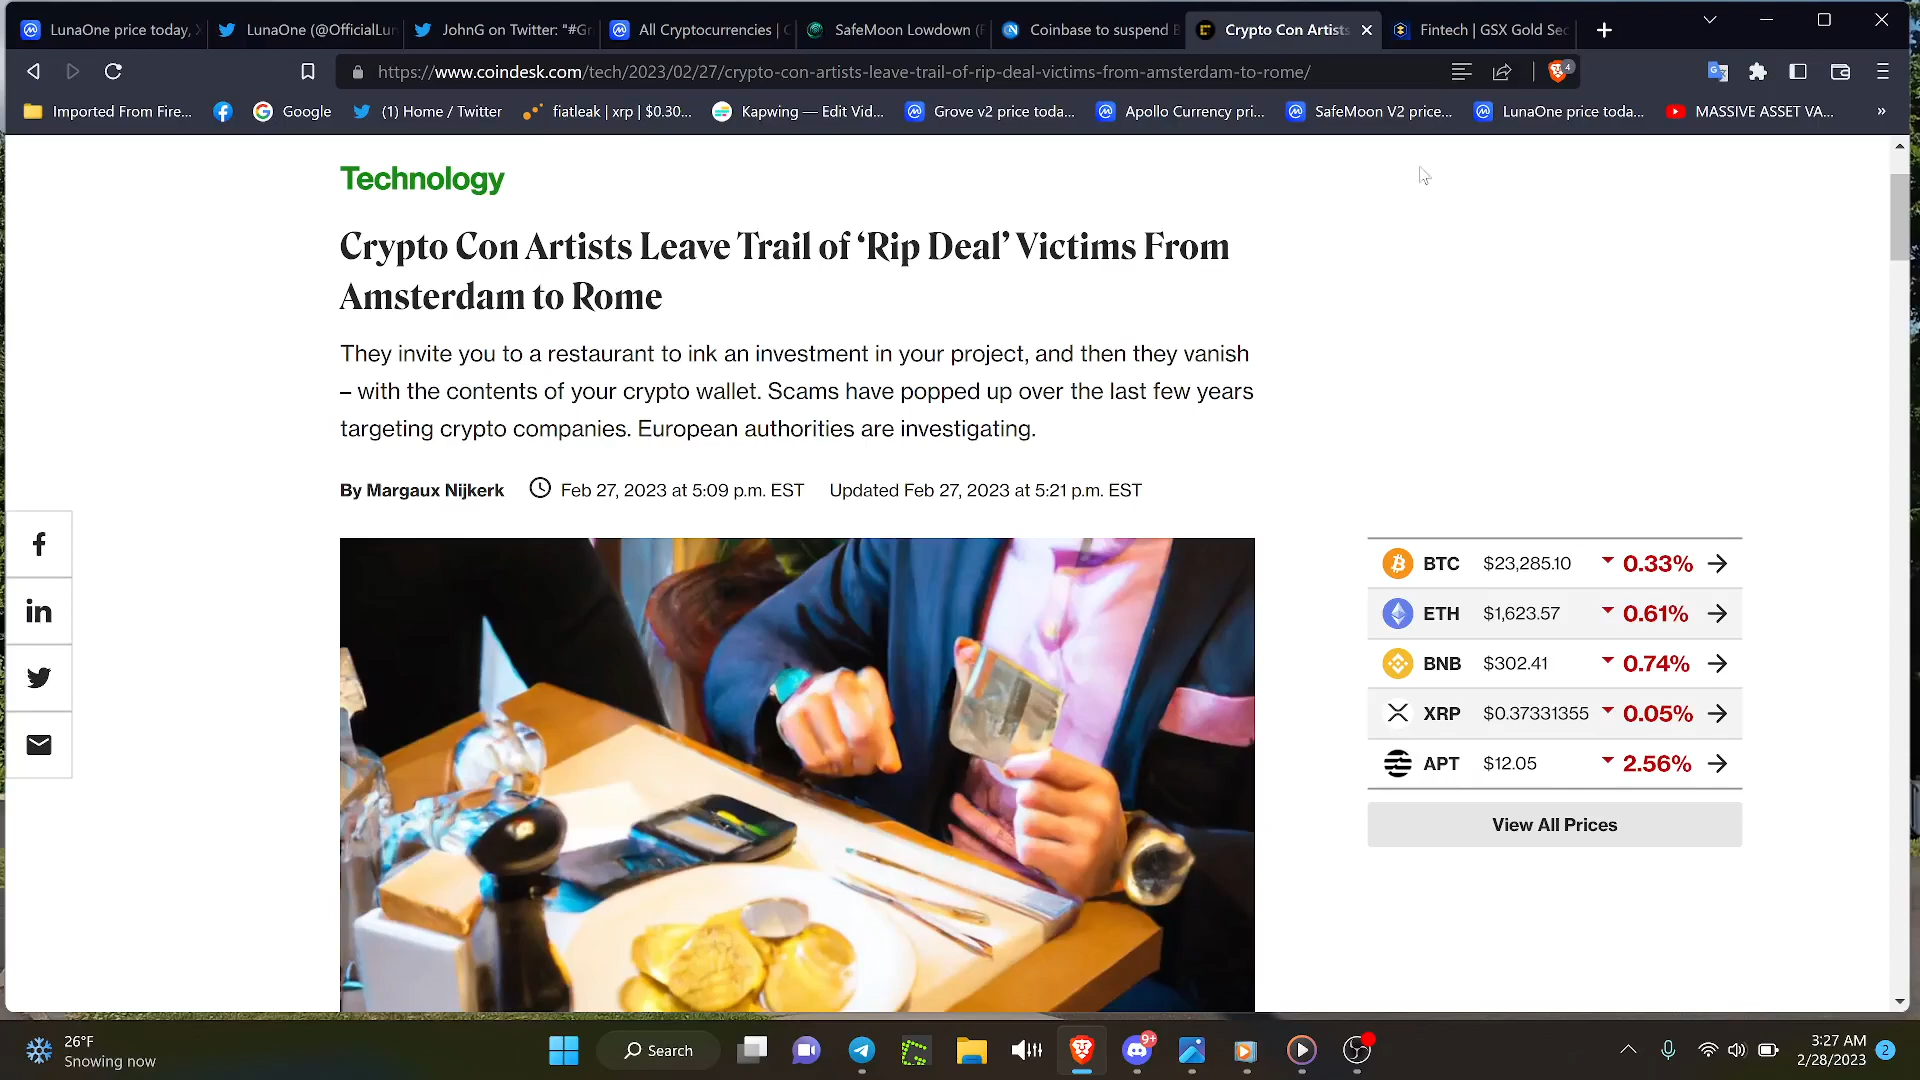 LunaOne price today, X
LunaOne (@OfficialLun
JohnG on Twitter: "#Gr
All Cryptocurrencies | C
SafeMoon Lowdown (F
Coinbase to suspend B
Crypto Con Artists
Fintech | GSX Gold Sec
https://www.coindesk.com/tech/2023/02/27/crypto-con-artists-leave-trail-of-rip-deal-victims-from-amsterdam-to-rome/
4
Imported From Fire...
Google
(1) Home / Twitter
fiatleak | xrp | $0.30...
Kapwing — Edit Vid...
Grove v2 price toda...
Apollo Currency pri...
SafeMoon V2 price...
LunaOne price toda...
MASSIVE ASSET VA...
»
Technology
Crypto Con Artists Leave Trail of ‘Rip Deal’ Victims From
Amsterdam to Rome
They invite you to a restaurant to ink an investment in your project, and then they vanish
– with the contents of your crypto wallet. Scams have popped up over the last few years
targeting crypto companies. European authorities are investigating.
By Margaux Nijkerk
Feb 27, 2023 at 5:09 p.m. EST
Updated Feb 27, 2023 at 5:21 p.m. EST
BTC $23,285.10 0.33%
ETH $1,623.57 0.61%
BNB $302.41 0.74%
XRP $0.37331355 0.05%
APT $12.05 2.56%
View All Prices
26°F
Snowing now
Search
9+
3:27 AM
2/28/2023
2